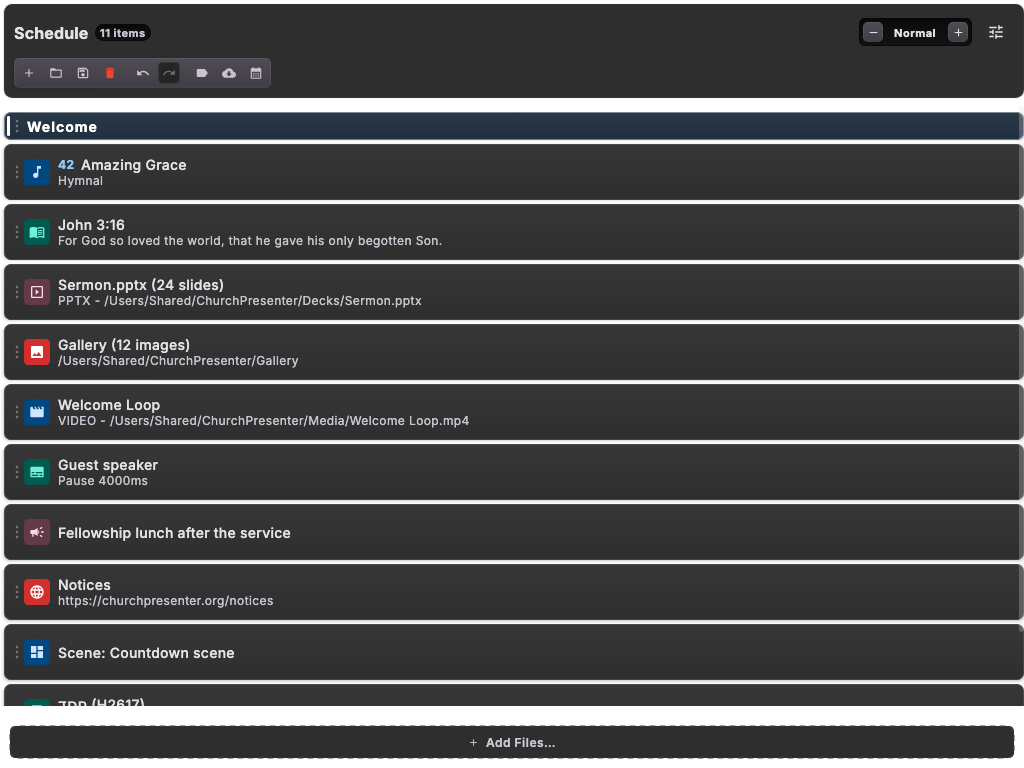 Schedule 11 items
Normal
Welcome
42 Amazing Grace
Hymnal
John 3:16
For God so loved the world, that he gave his only begotten Son.
Sermon.pptx (24 slides)
PPTX - /Users/Shared/ChurchPresenter/Decks/Sermon.pptx
Gallery (12 images)
/Users/Shared/ChurchPresenter/Gallery
Welcome Loop
VIDEO - /Users/Shared/ChurchPresenter/Media/Welcome Loop.mp4
Guest speaker
Pause 4000ms
Fellowship lunch after the service
Notices
https://churchpresenter.org/notices
Scene: Countdown scene
(H2617)
+ Add Files...